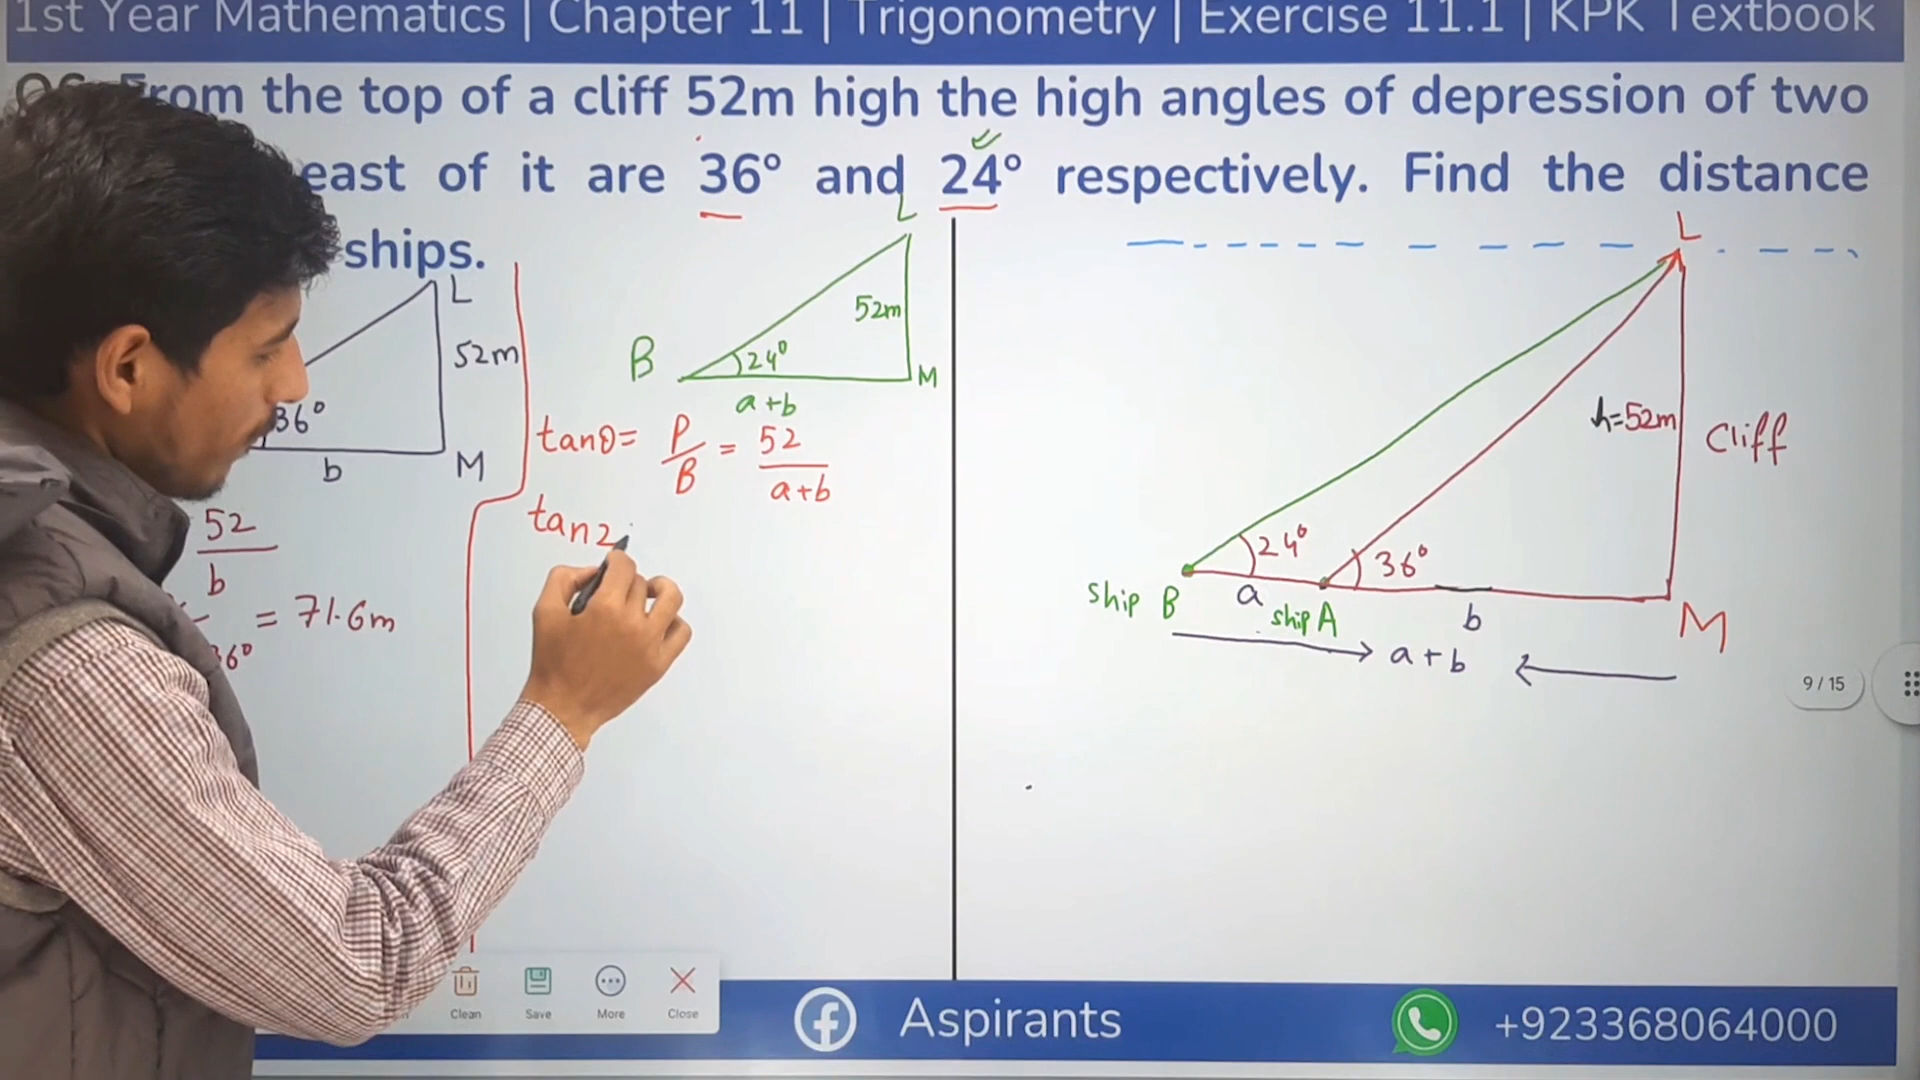 1st Year Mathematics | Chapter 11 | Trigonometry | Exercise 11.1 | KPK Textbook
From the top of a cliff 52m high the high angles of depression of two
east of it are 36° and 24° respectively. Find the distance
ships.
L
52m
36°
b
M
52
b
= 71.6m
36°
L
52m
B
24°
M
a+b
tanθ = P/B = 52/a+b
tan 2
L
h=52m
Cliff
24°
36°
Ship B
a
ship A
b
M
a+b
9/15
Clean
Save
More
Close
Aspirants
+923368064000